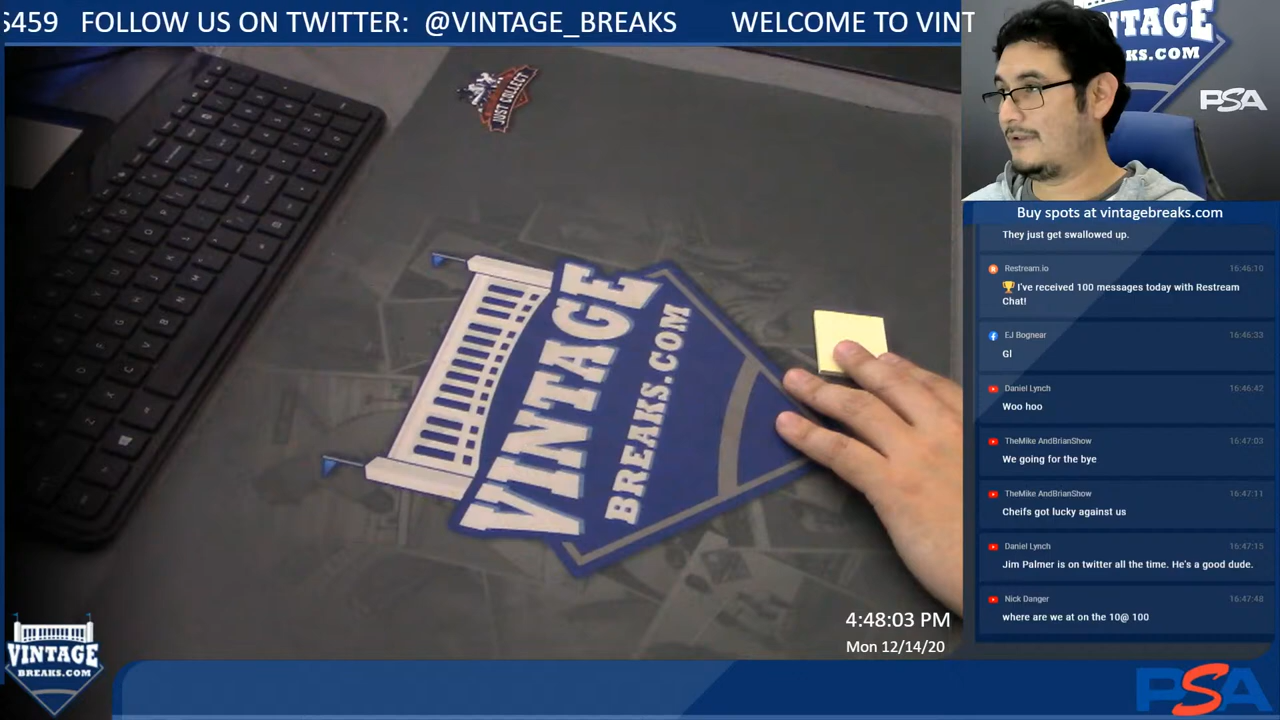 S459 FOLLOW US ON TWITTER: @VINTAGE_BREAKS WELCOME TO VINT
JUST COLLECT
NTAGE
KS.COM
PSA
Buy spots at vintagebreaks.com
They just get swallowed up.
Restream.io 16:46:10
🏆 I've received 100 messages today with Restream
Chat!
EJ Bognear 16:46:33
Gl
Daniel Lynch 16:46:42
Woo hoo
TheMike AndBrianShow 16:47:03
We going for the bye
TheMike AndBrianShow 16:47:11
Cheifs got lucky against us
Daniel Lynch 16:47:15
Jim Palmer is on twitter all the time. He's a good dude.
Nick Danger 16:47:48
where are we at on the 10@ 100
VINTAGE
BREAKS.COM
4:48:03 PM
Mon 12/14/20
VINTAGE
BREAKS.COM
PSA